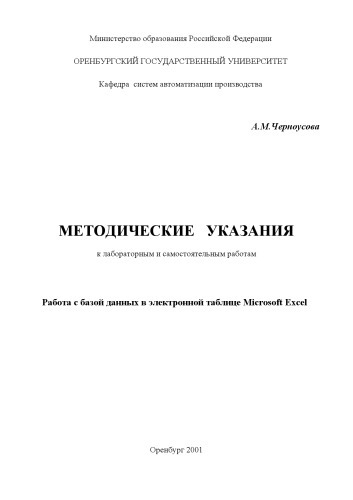 Министерство образования Российской Федерации
ОРЕНБУРГСКИЙ ГОСУДАРСТВЕННЫЙ УНИВЕРСИТЕТ
Кафедра систем автоматизации производства
А.М.Черноусова
МЕТОДИЧЕСКИЕ УКАЗАНИЯ
к лабораторным и самостоятельным работам
Работа с базой данных в электронной таблице Microsoft Excel
Оренбург 2001